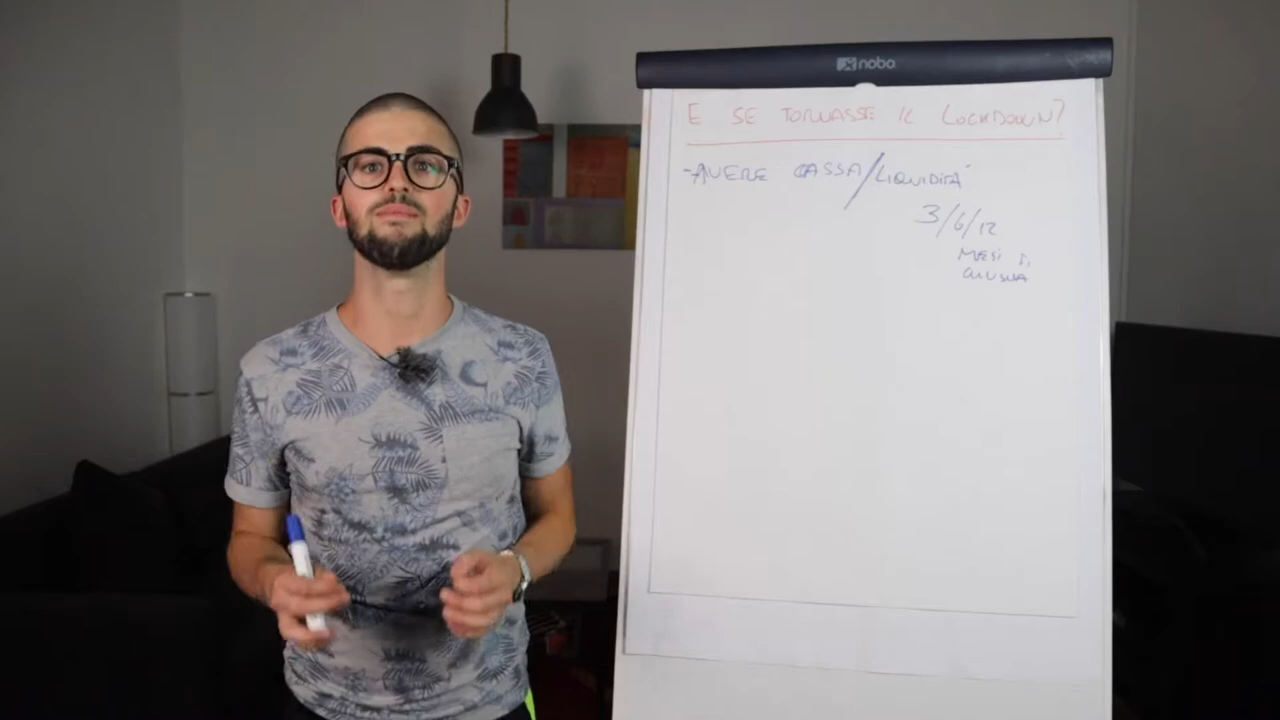 nobo
E SE TORNASSE IL LOCKDOWN?
-AVERE CASSA/LIQUIDITÀ
3/6/12
MESI DI
CHIUSURA